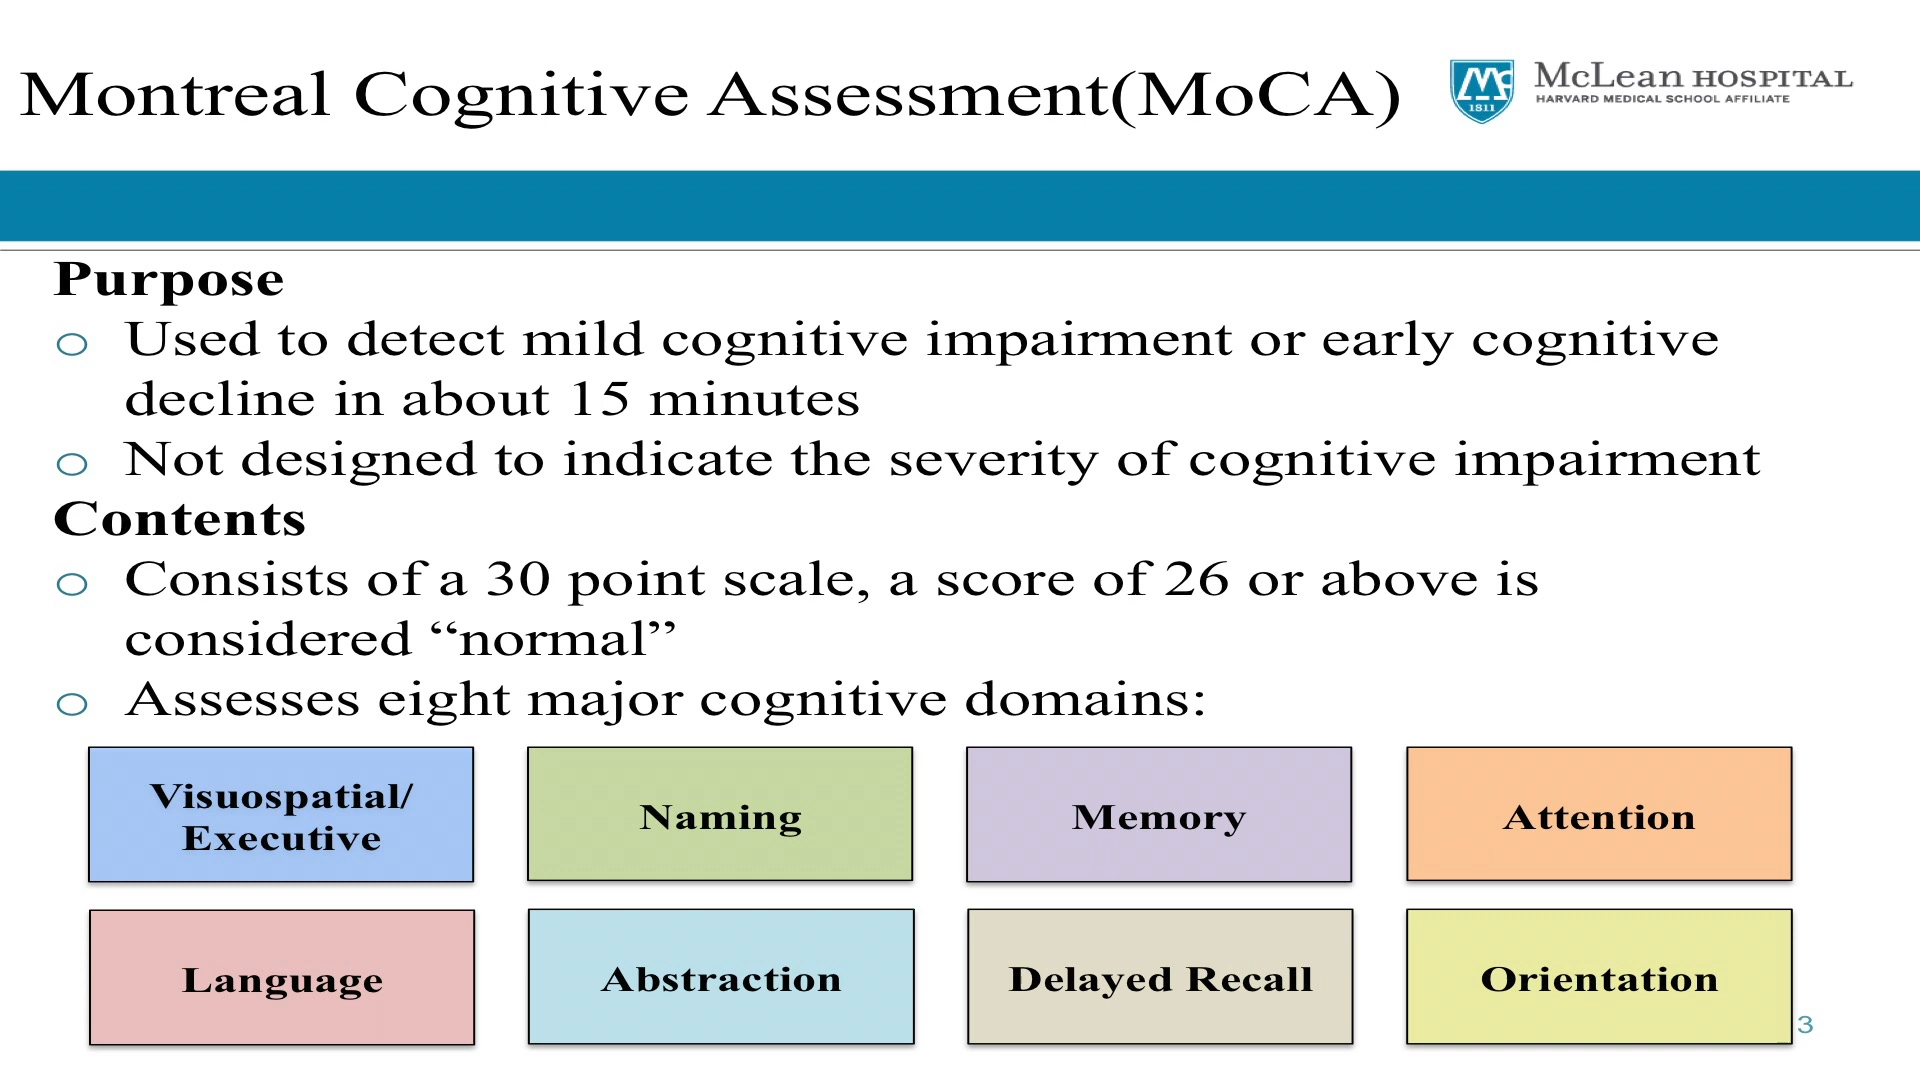 Montreal Cognitive Assessment(MoCA)
McLEAN HOSPITAL
HARVARD MEDICAL SCHOOL AFFILIATE
Mc
1811
Purpose
o Used to detect mild cognitive impairment or early cognitive
decline in about 15 minutes
o Not designed to indicate the severity of cognitive impairment
Contents
o Consists of a 30 point scale, a score of 26 or above is
considered “normal”
o Assesses eight major cognitive domains:
Visuospatial/
Executive
Naming
Memory
Attention
Language
Abstraction
Delayed Recall
Orientation
3